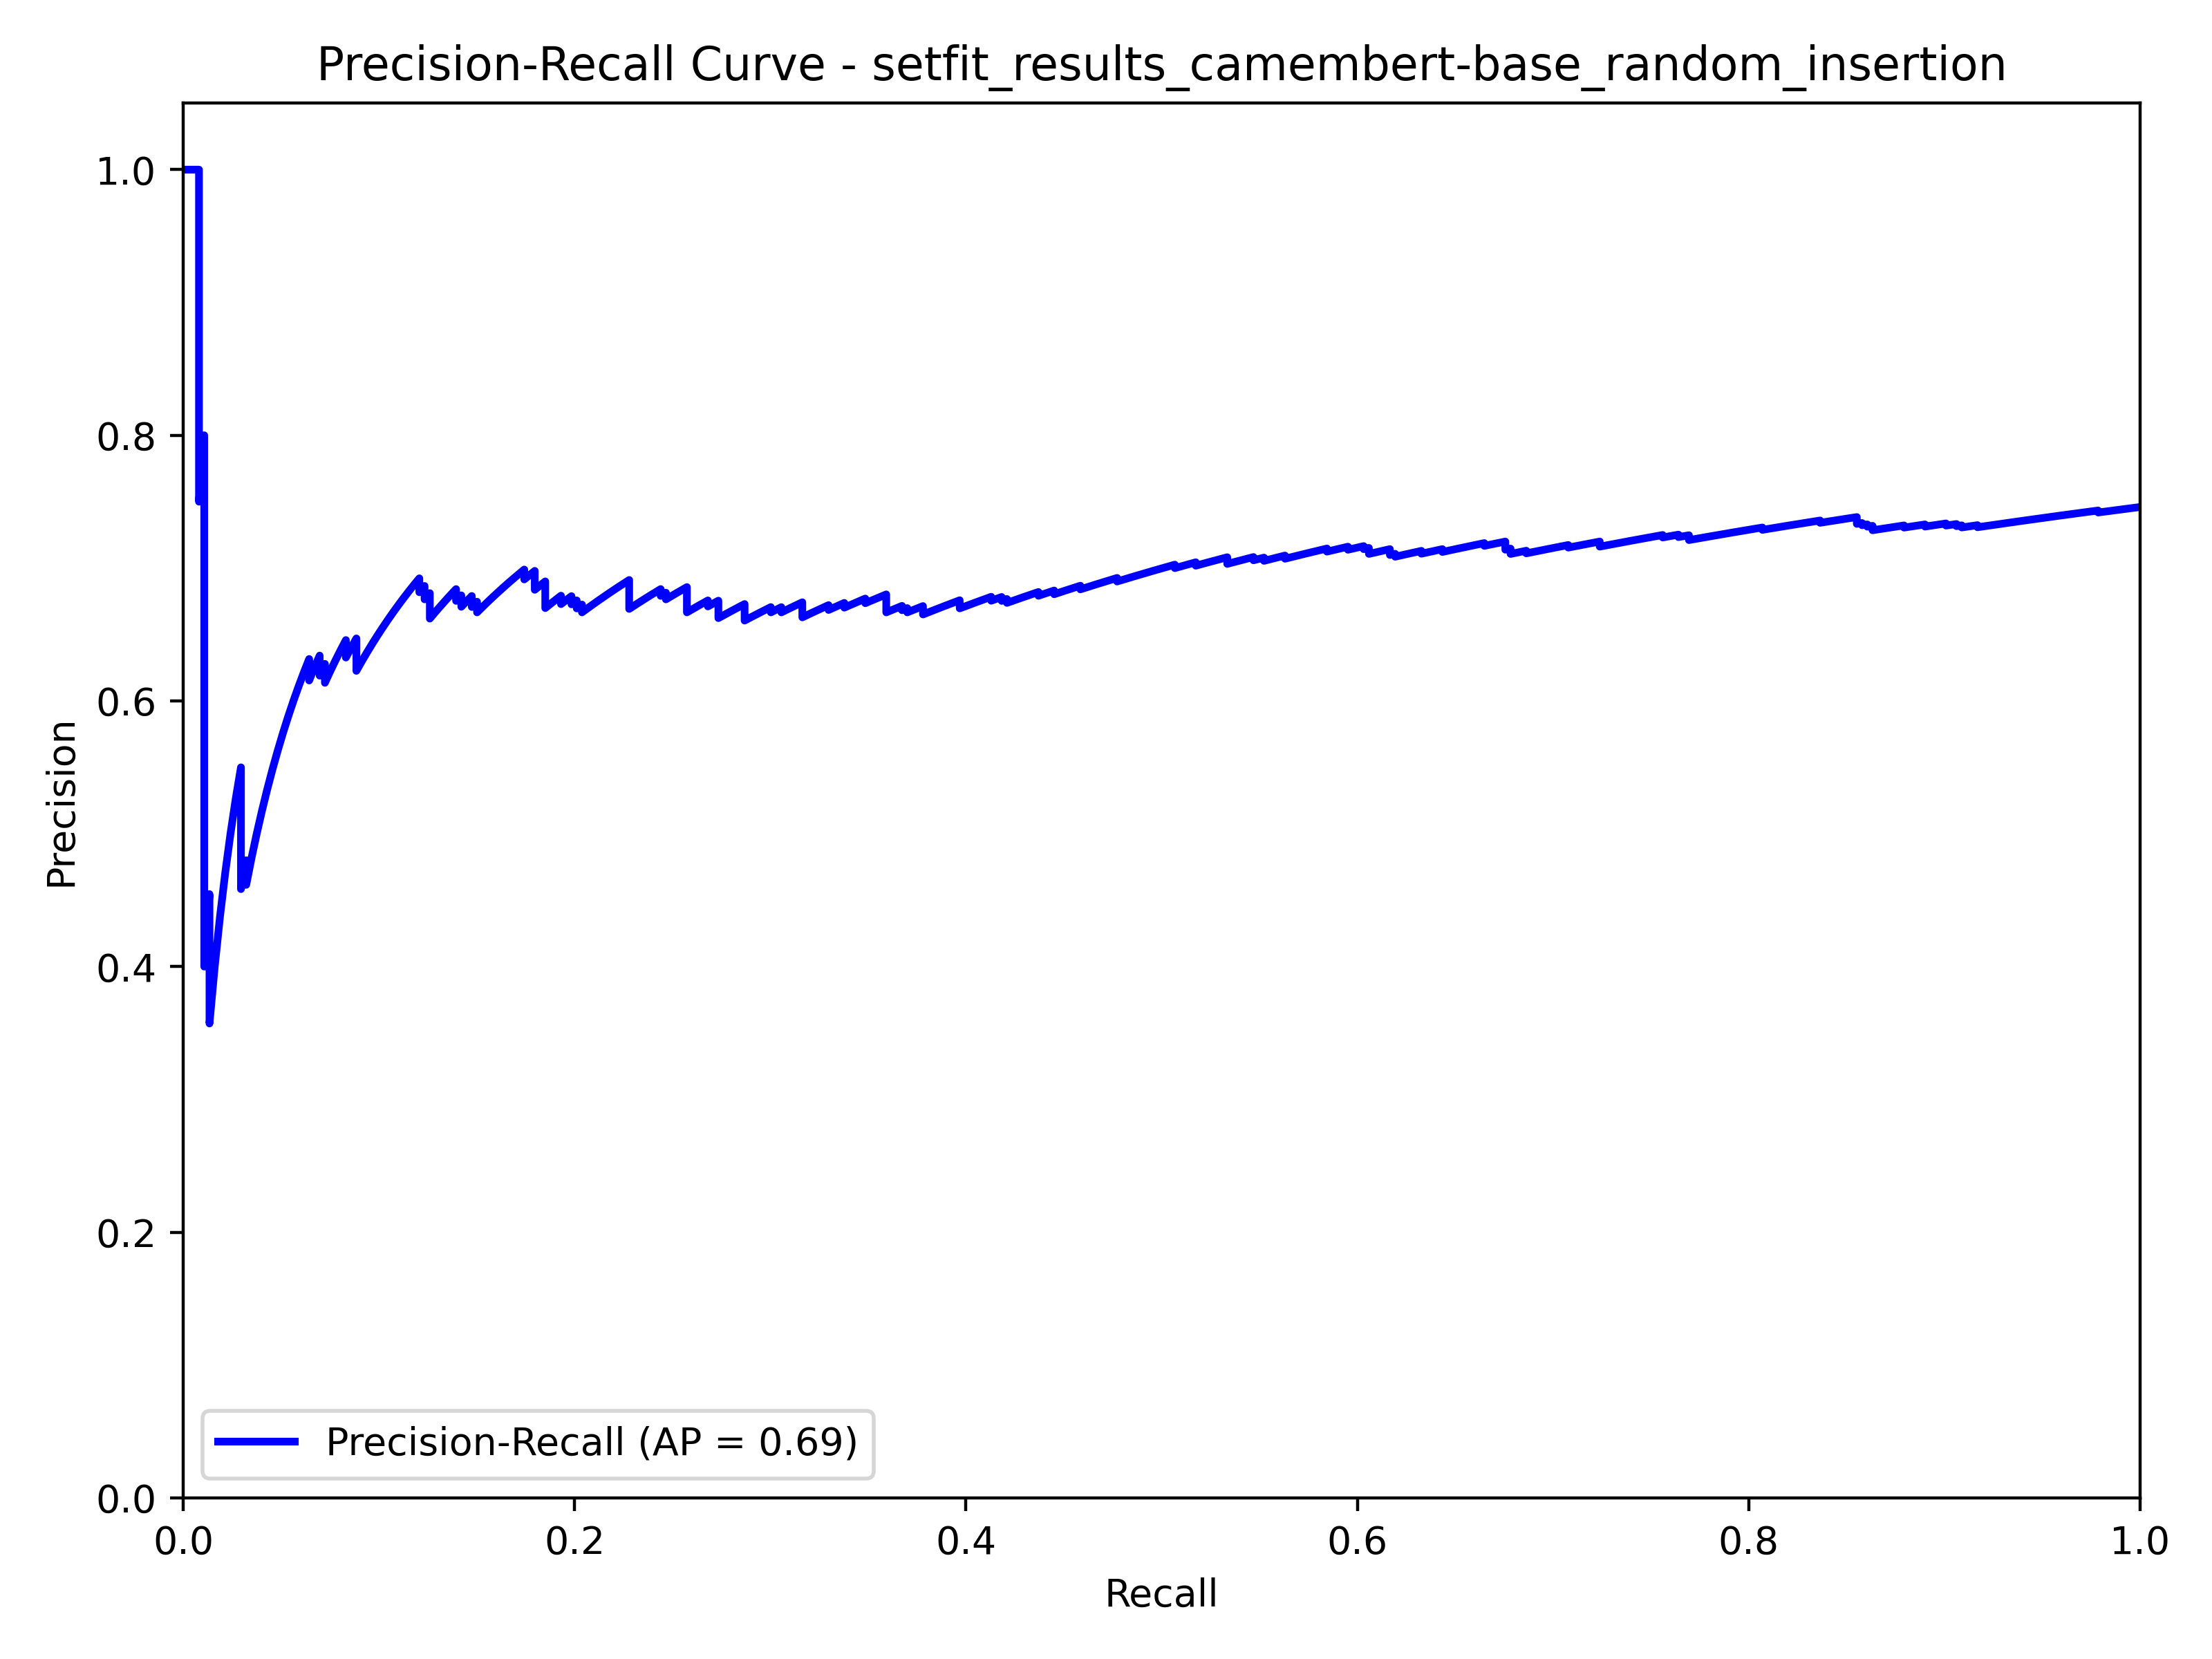 Precision-Recall Curve - setfit_results_camembert-base_random_insertion
1.0
0.8
0.6
0.4
0.2
0.0
Precision
Precision-Recall (AP = 0.69)
0.0 0.2 0.4 0.6 0.8 1.0
Recall